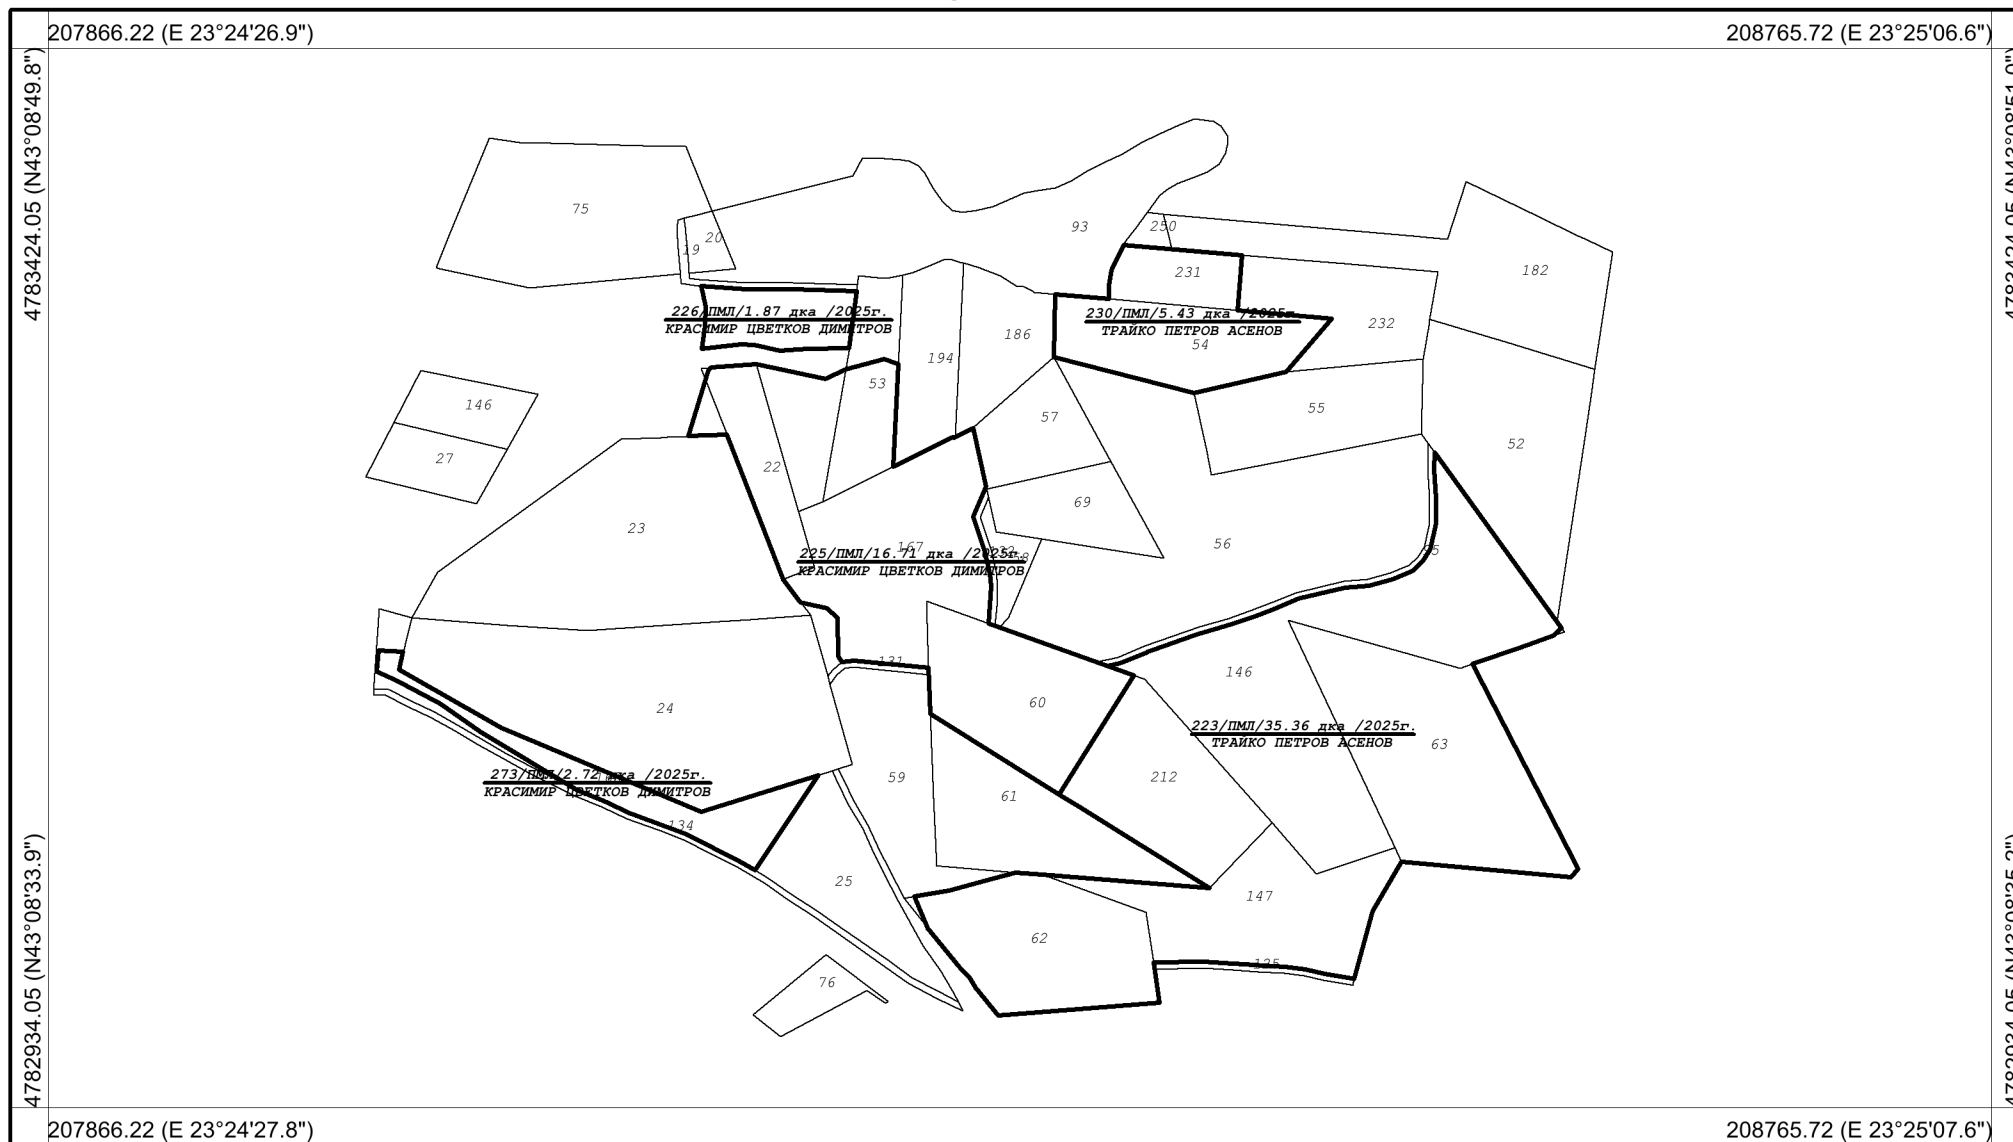 207866.22 (E 23°24'26.9")
208765.72 (E 23°25'06.6")
4783424.05 (N43°08'49.8")
75
20
19
93
250
231
182
226/ПМЛ/1.87 дка /2025г.
КРАСИМИР ЦВЕТКОВ ДИМИТРОВ
230/ПМЛ/5.43 дка /2025г.
ТРАЙКО ПЕТРОВ АСЕНОВ
232
186
54
194
53
146
55
57
27
52
22
69
23
56
167
225/ПМЛ/16.71 дка /2025г.
КРАСИМИР ЦВЕТКОВ ДИМИТРОВ
131
146
60
24
223/ПМЛ/35.36 дка /2025г.
ТРАЙКО ПЕТРОВ АСЕНОВ
63
273/ПМЛ/2.72 дка /2025г.
КРАСИМИР ЦВЕТКОВ ДИМИТРОВ
59
212
61
134
25
147
62
135
76
4782934.05 (N43°08'33.9")
207866.22 (E 23°24'27.8")
208765.72 (E 23°25'07.6")